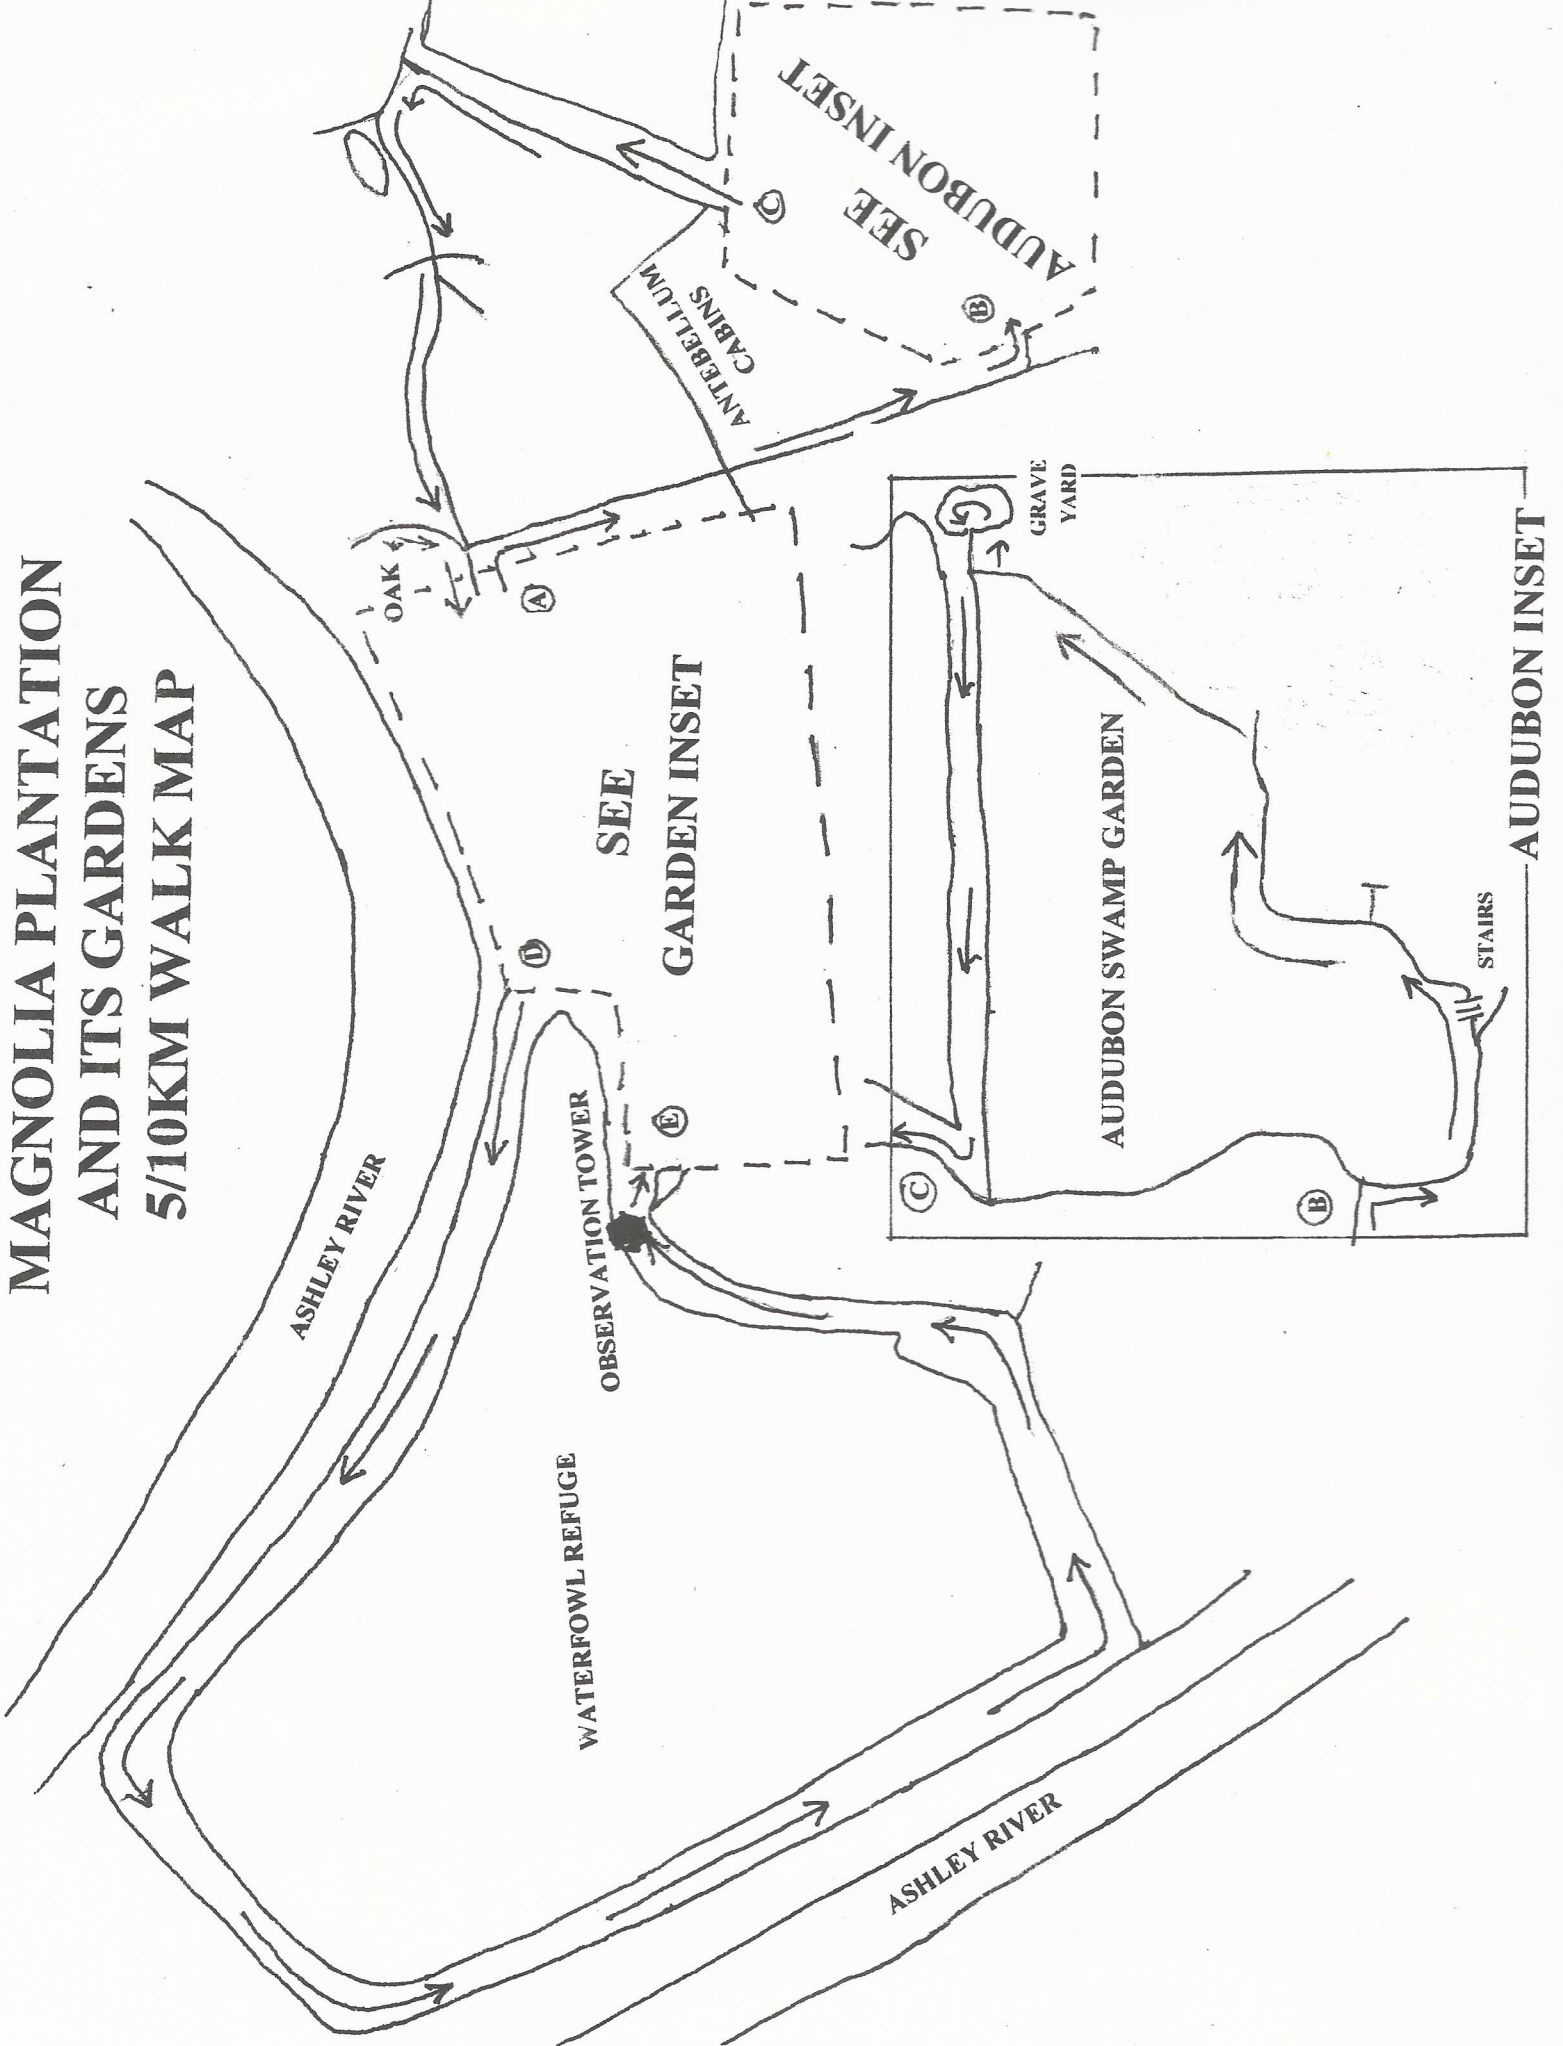 MAGNOLIA PLANTATION
AND ITS GARDENS
5/10KM WALK MAP
ASHLEY RIVER
OAK
A
D
SEE
GARDEN INSET
E
OBSERVATION TOWER
WATERFOWL REFUGE
ASHLEY RIVER
ANTEBELLUM
CABINS
C
B
SEE
AUDUBON INSET
GRAVE
YARD
C
AUDUBON SWAMP GARDEN
B
STAIRS
AUDUBON INSET